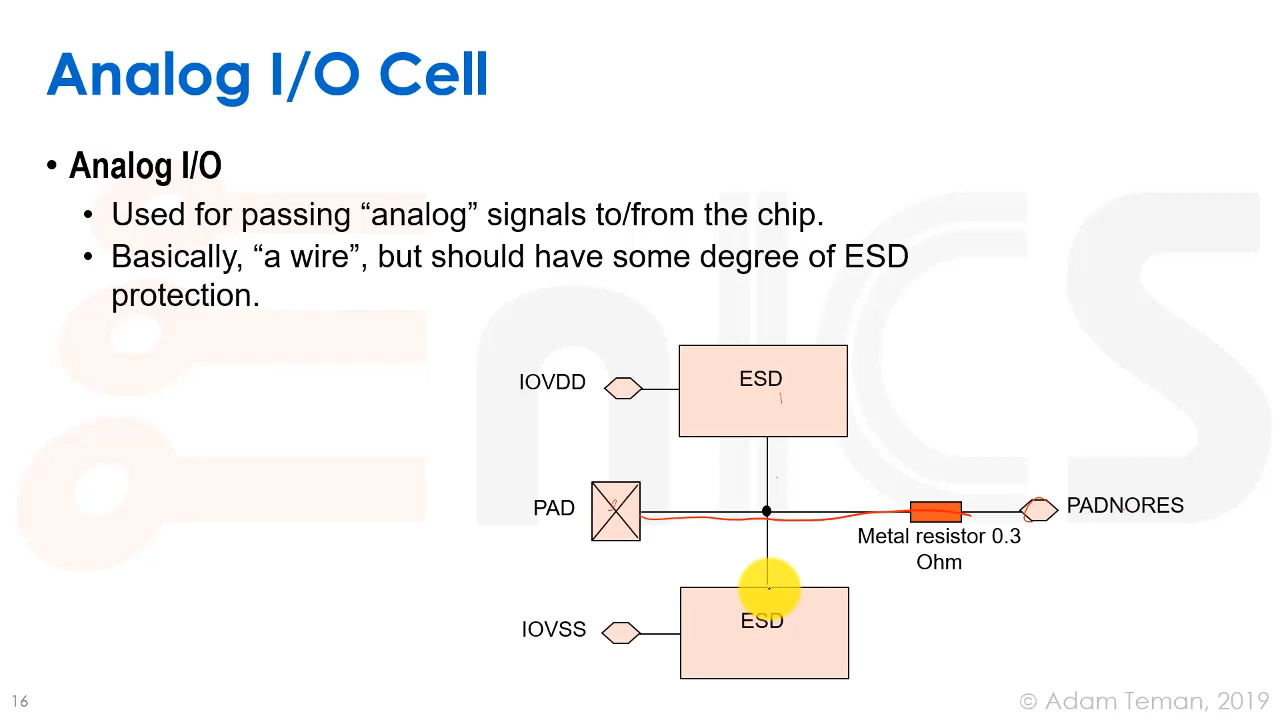 Analog I/O Cell
• Analog I/O
• Used for passing “analog” signals to/from the chip.
• Basically, “a wire”, but should have some degree of ESD
protection.
IOVDD
ESD
PAD
PADNORES
Metal resistor 0.3
Ohm
IOVSS
ESD
16
© Adam Teman, 2019
enICS